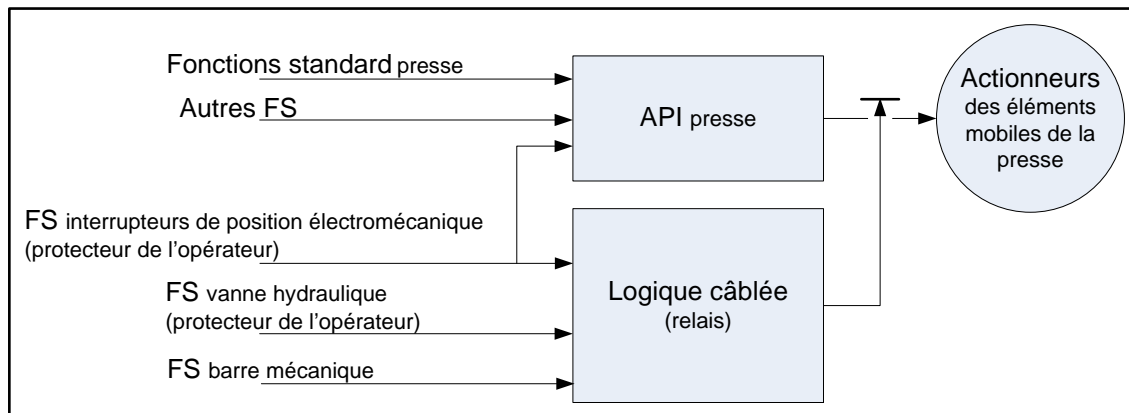 Fonctions standard presse
Autres FS
API presse
Actionneurs
des éléments
mobiles de la
presse
FS interrupteurs de position électromécanique
(protecteur de l'opérateur)
FS vanne hydraulique
(protecteur de l'opérateur)
FS barre mécanique
Logique câblée
(relais)